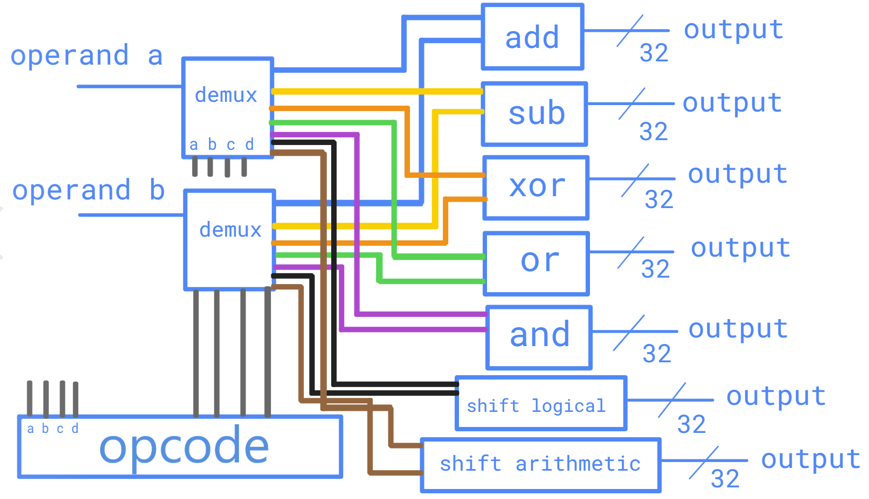 operand a
demux
a b c d
operand b
demux
a b c d
opcode
add
32
output
sub
32
output
xor
32
output
or
32
output
and
32
output
shift logical
32
output
shift arithmetic
32
output